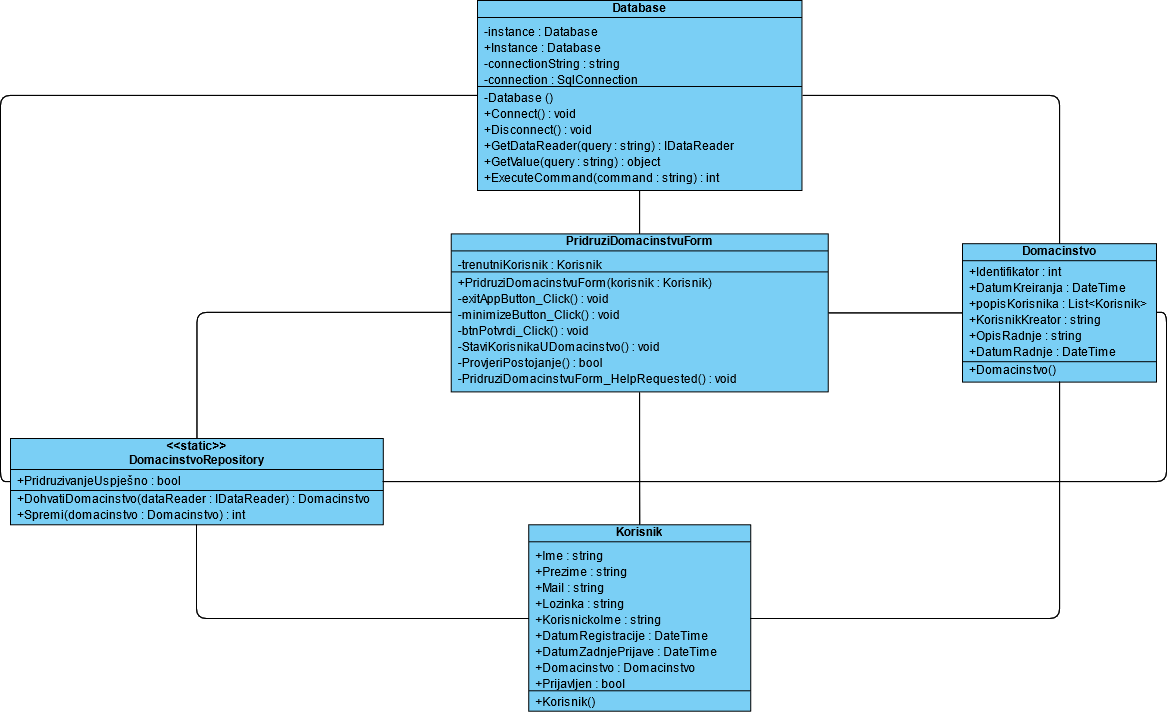 Database
-instance : Database
+Instance : Database
-connectionString : string
-connection : SqlConnection
-Database ()
+Connect() : void
+Disconnect() : void
+GetDataReader(query : string) : IDataReader
+GetValue(query : string) : object
+ExecuteCommand(command : string) : int
PridruziDomacinstvuForm
-trenutniKorisnik : Korisnik
+PridruziDomacinstvuForm(korisnik : Korisnik)
-exitAppButton_Click() : void
-minimizeButton_Click() : void
-btnPotvrdi_Click() : void
-StaviKorisnikaUDomacinstvo() : void
-ProvjeriPostojanje() : bool
-PridruziDomacinstvuForm_HelpRequested() : void
Domacinstvo
+Identifikator : int
+DatumKreiranja : DateTime
+popisKorisnika : List<Korisnik>
+KorisnikKreator : string
+OpisRadnje : string
+DatumRadnje : DateTime
+Domacinstvo()
<<static>>
DomacinstvoRepository
+PridruzivanjeUspješno : bool
+DohvatiDomacinstvo(dataReader : IDataReader) : Domacinstvo
+Spremi(domacinstvo : Domacinstvo) : int
Korisnik
+Ime : string
+Prezime : string
+Mail : string
+Lozinka : string
+KorisnickoIme : string
+DatumRegistracije : DateTime
+DatumZadnjePrijave : DateTime
+Domacinstvo : Domacinstvo
+Prijavljen : bool
+Korisnik()